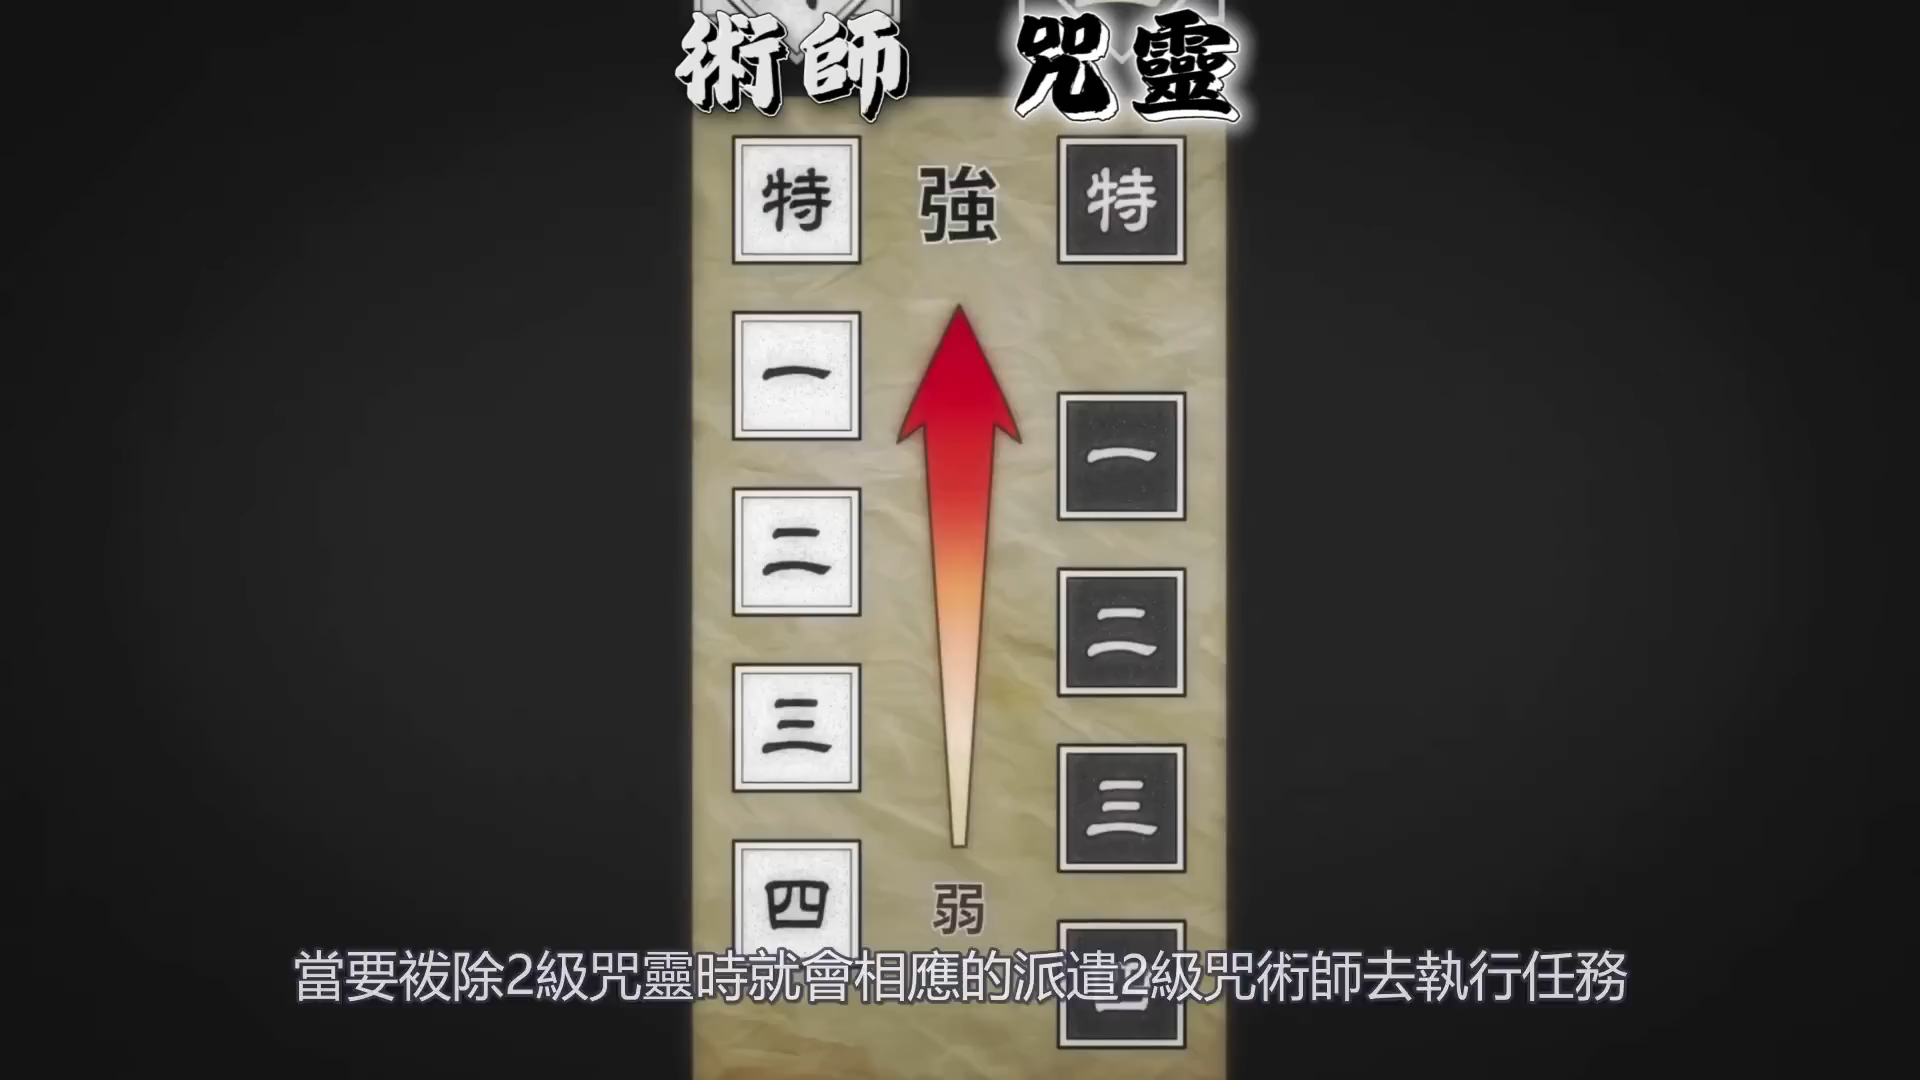 術師 咒靈
特 強 特
一
一
二
二
三
三
四
弱
當要袚除2級咒靈時就會相應的派遣2級咒術師去執行任務